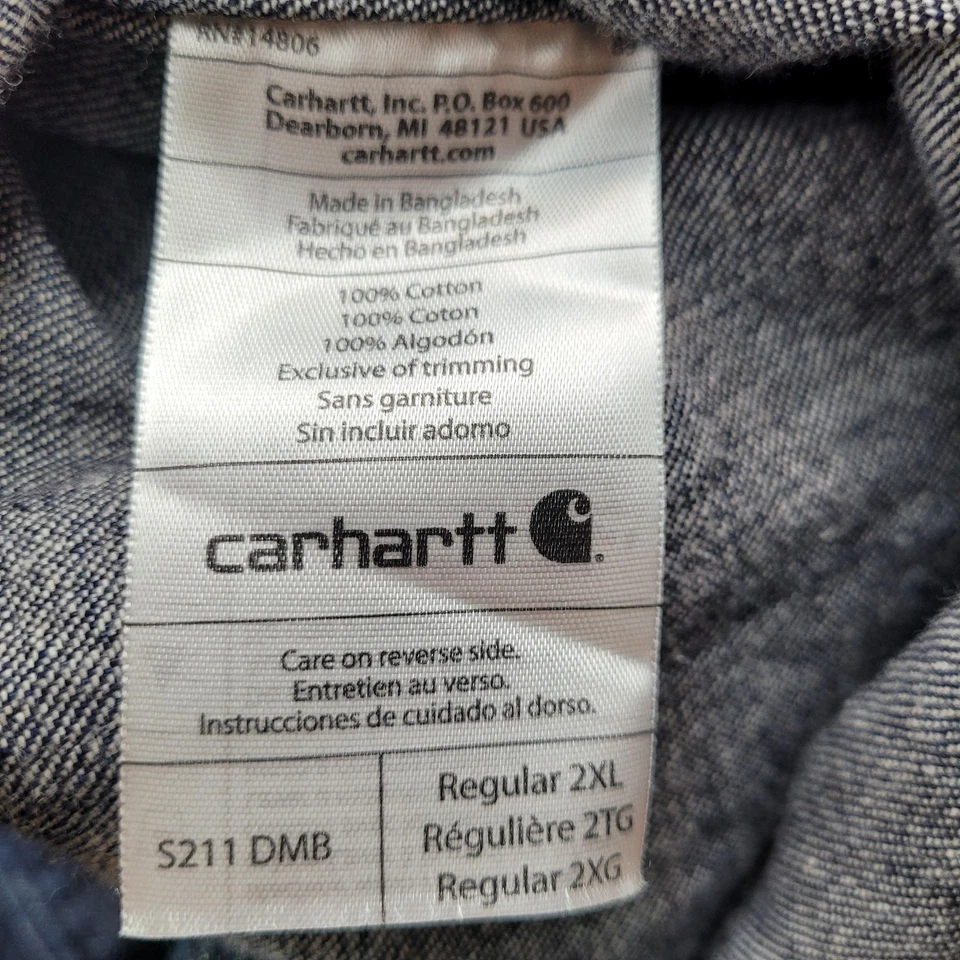 RN#14806
Carhartt, Inc. P.O. Box 600
Dearborn, MI 48121 USA
carhartt.com
Made in Bangladesh
Fabriqué au Bangladesh
Hecho en Bangladesh
100% Cotton
100% Coton
100% Algodón
Exclusive of trimming
Sans garniture
Sin incluir adorno
carhartt
Care on reverse side.
Entretien au verso.
Instrucciones de cuidado al dorso.
S211 DMB
Regular 2XL
Régulière 2TG
Regular 2XG